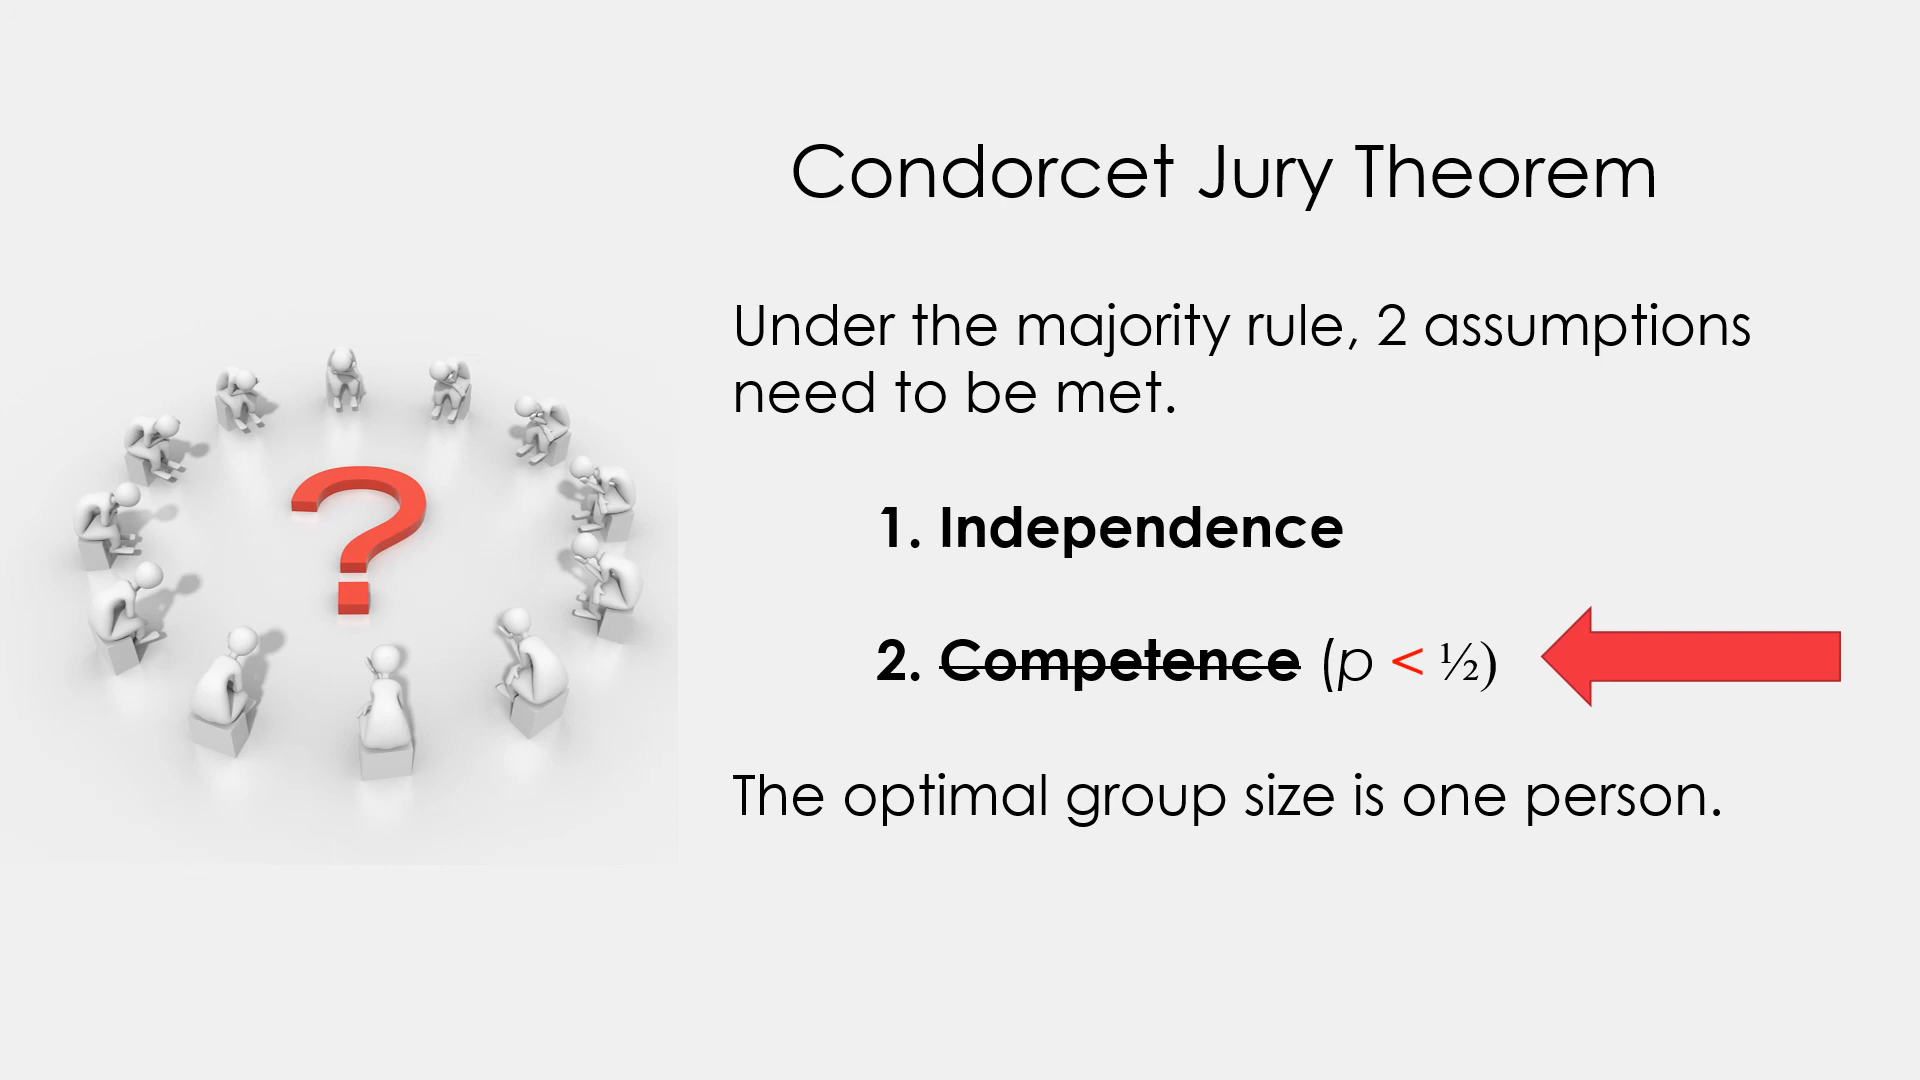 Condorcet Jury Theorem
Under the majority rule, 2 assumptions
need to be met.
1. Independence
2. Competence (p < ½)
The optimal group size is one person.
?